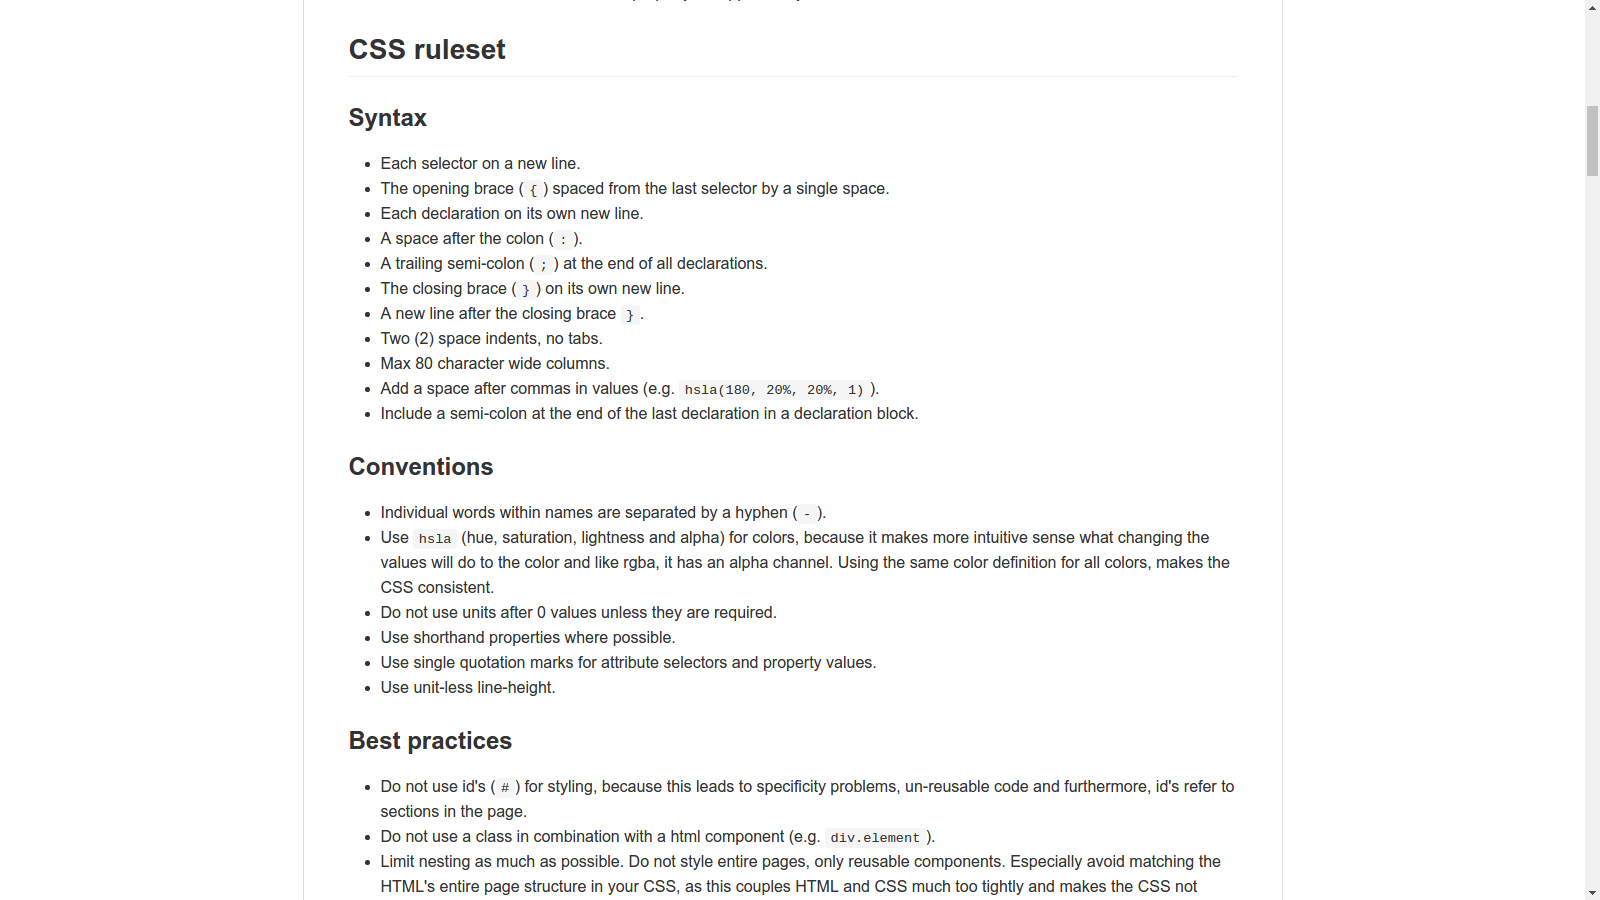 CSS ruleset
Syntax
Each selector on a new line.
The opening brace ( { ) spaced from the last selector by a single space.
Each declaration on its own new line.
A space after the colon ( : ).
A trailing semi-colon ( ; ) at the end of all declarations.
The closing brace ( } ) on its own new line.
A new line after the closing brace } .
Two (2) space indents, no tabs.
Max 80 character wide columns.
Add a space after commas in values (e.g. hsla(180, 20%, 20%, 1) ).
Include a semi-colon at the end of the last declaration in a declaration block.
Conventions
Individual words within names are separated by a hyphen ( - ).
Use hsla (hue, saturation, lightness and alpha) for colors, because it makes more intuitive sense what changing the
values will do to the color and like rgba, it has an alpha channel. Using the same color definition for all colors, makes the
CSS consistent.
Do not use units after 0 values unless they are required.
Use shorthand properties where possible.
Use single quotation marks for attribute selectors and property values.
Use unit-less line-height.
Best practices
Do not use id's ( # ) for styling, because this leads to specificity problems, un-reusable code and furthermore, id's refer to
sections in the page.
Do not use a class in combination with a html component (e.g. div.element ).
Limit nesting as much as possible. Do not style entire pages, only reusable components. Especially avoid matching the
HTML's entire page structure in your CSS, as this couples HTML and CSS much too tightly and makes the CSS not